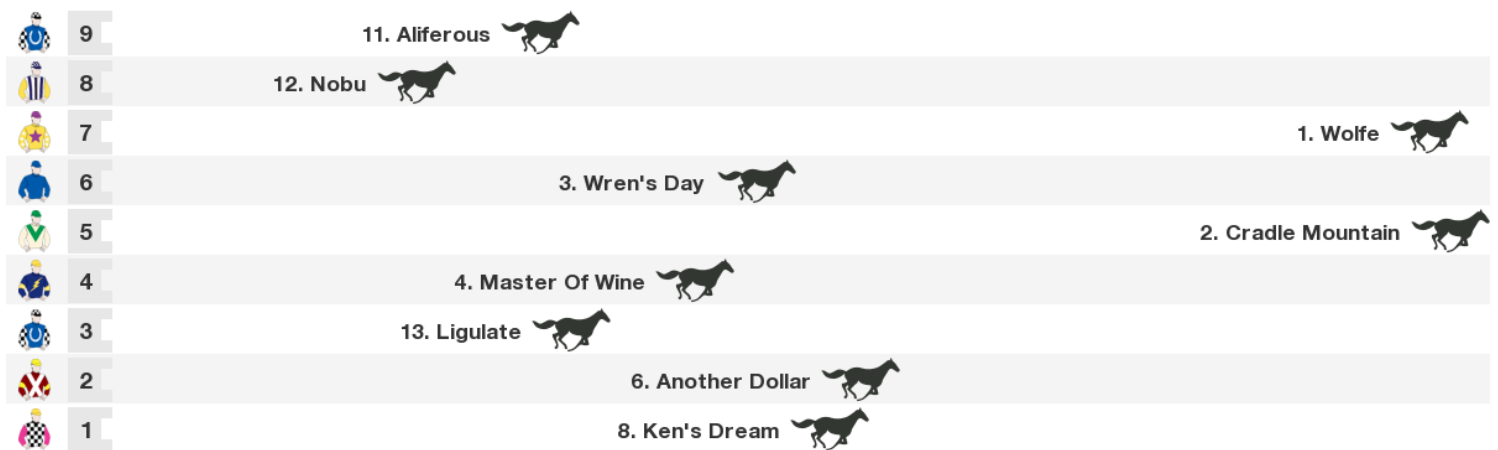 9 11. Aliferous
8 12. Nobu
7 1. Wolfe
6 3. Wren's Day
5 2. Cradle Mountain
4 4. Master Of Wine
3 13. Ligulate
2 6. Another Dollar
1 8. Ken's Dream